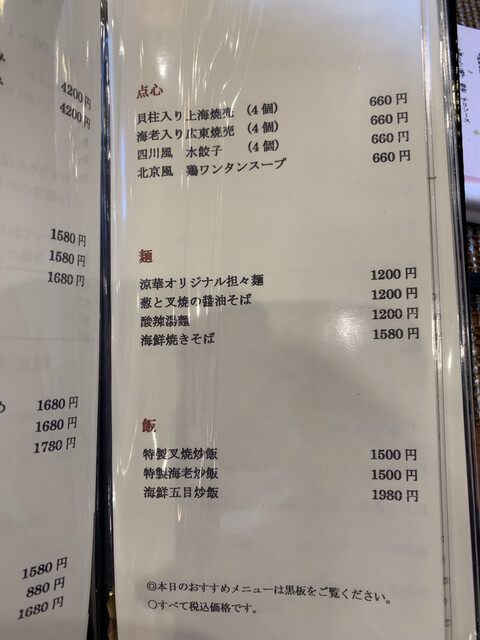 4200円
4200円
1580円
1580円
1680円
1680円
1680円
1780円
1580円
880円
1680円
点心
貝柱入り上海焼売 (4個) 660円
海老入り広東焼売 (4個) 660円
四川風 水餃子 (4個) 660円
北京風 鶏ワンタンスープ 660円
麺
涼華オリジナル担々麺 1200円
葱と叉焼の醤油そば 1200円
酸辣湯麺 1200円
海鮮焼きそば 1580円
飯
特製叉焼炒飯 1500円
特製海老炒飯 1500円
海鮮五目炒飯 1980円
◎本日のおすすめメニューは黒板をご覧ください。
○すべて税込価格です。